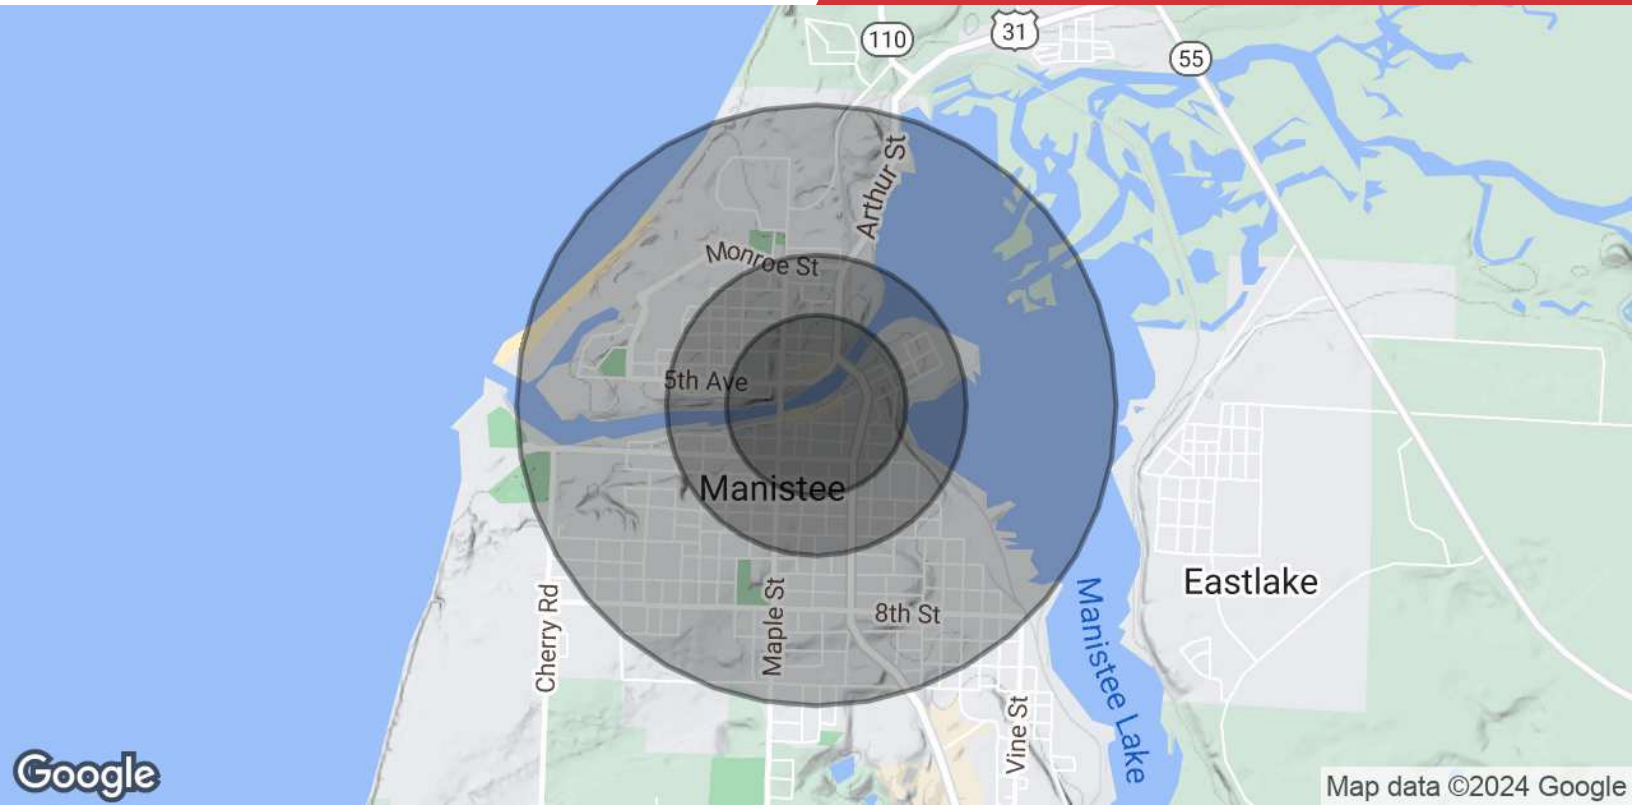 110
31
55
Arthur St
Monroe St
5th Ave
Manistee
Eastlake
Cherry Rd
Maple St
8th St
Manistee Lake
Vine St
Google
Map data ©2024 Google